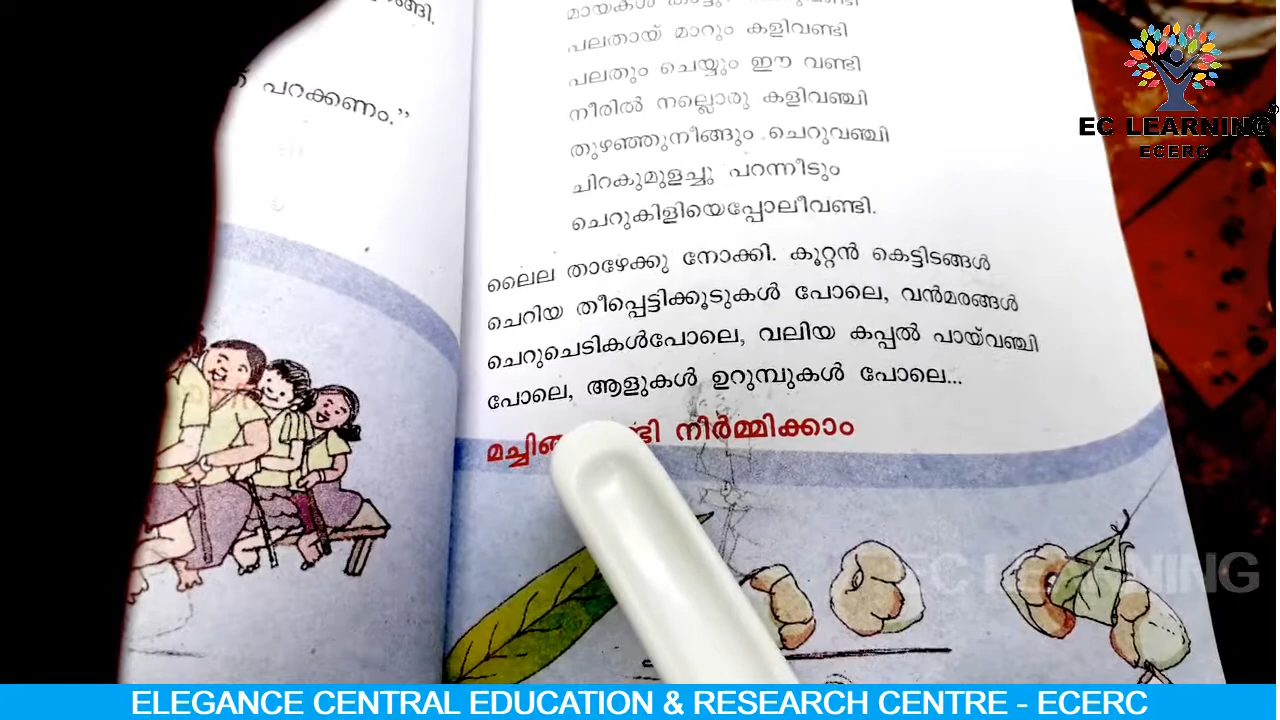 ങ്ങി.
പറക്കണം.’’
പലതായ് മാറും കളിവണ്ടി
പലതും ചെയ്യും ഈ വണ്ടി
നീരിൽ നല്ലൊരു കളിവഞ്ചി
തുഴഞ്ഞുനീങ്ങും ചെറുവഞ്ചി
ചിറകുമുളച്ചു പറന്നീടും
ചെറുകിളിയെപ്പോലീവണ്ടി.
ലൈല താഴേക്കു നോക്കി. കൂറ്റൻ കെട്ടിടങ്ങൾ
ചെറിയ തീപ്പെട്ടിക്കൂടുകൾ പോലെ, വൻമരങ്ങൾ
ചെറുചെടികൾപോലെ, വലിയ കപ്പൽ പായ്‌വഞ്ചി
പോലെ, ആളുകൾ ഉറുമ്പുകൾ പോലെ...
നിർമ്മിക്കാം
EC LEARNING
ECERC
EC LEARNING
ELEGANCE CENTRAL EDUCATION & RESEARCH CENTRE - ECERC